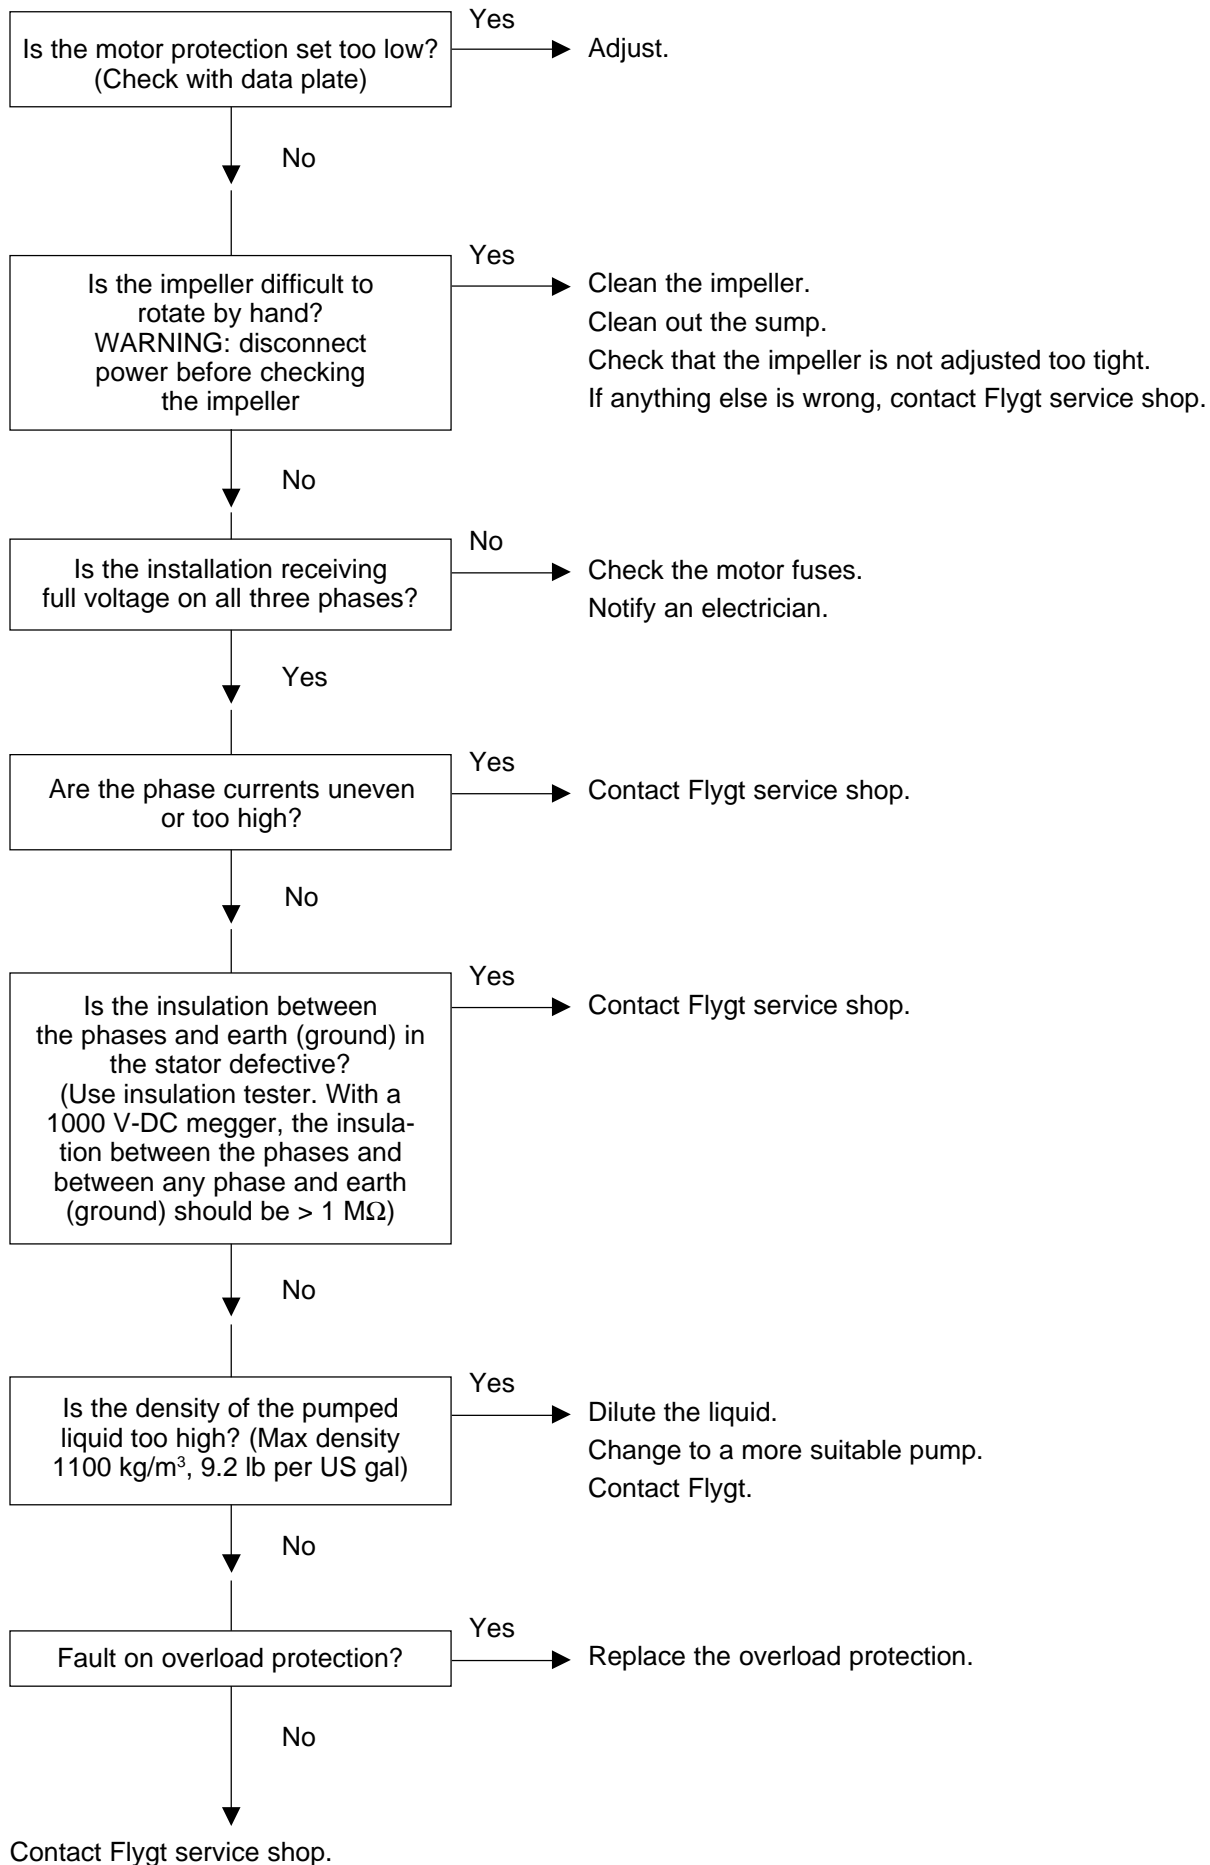 Yes
Is the motor protection set too low?
(Check with data plate)
Adjust.
No
Yes
Is the impeller difficult to
rotate by hand?
WARNING: disconnect
power before checking
the impeller
Clean the impeller.
Clean out the sump.
Check that the impeller is not adjusted too tight.
If anything else is wrong, contact Flygt service shop.
No
No
Is the installation receiving
full voltage on all three phases?
Check the motor fuses.
Notify an electrician.
Yes
Yes
Are the phase currents uneven
or too high?
Contact Flygt service shop.
No
Yes
Is the insulation between
the phases and earth (ground) in
the stator defective?
(Use insulation tester. With a
1000 V-DC megger, the insula-
tion between the phases and
between any phase and earth
(ground) should be > 1 MΩ)
Contact Flygt service shop.
No
Yes
Is the density of the pumped
liquid too high? (Max density
1100 kg/m³, 9.2 lb per US gal)
Dilute the liquid.
Change to a more suitable pump.
Contact Flygt.
No
Yes
Fault on overload protection?
Replace the overload protection.
No
Contact Flygt service shop.